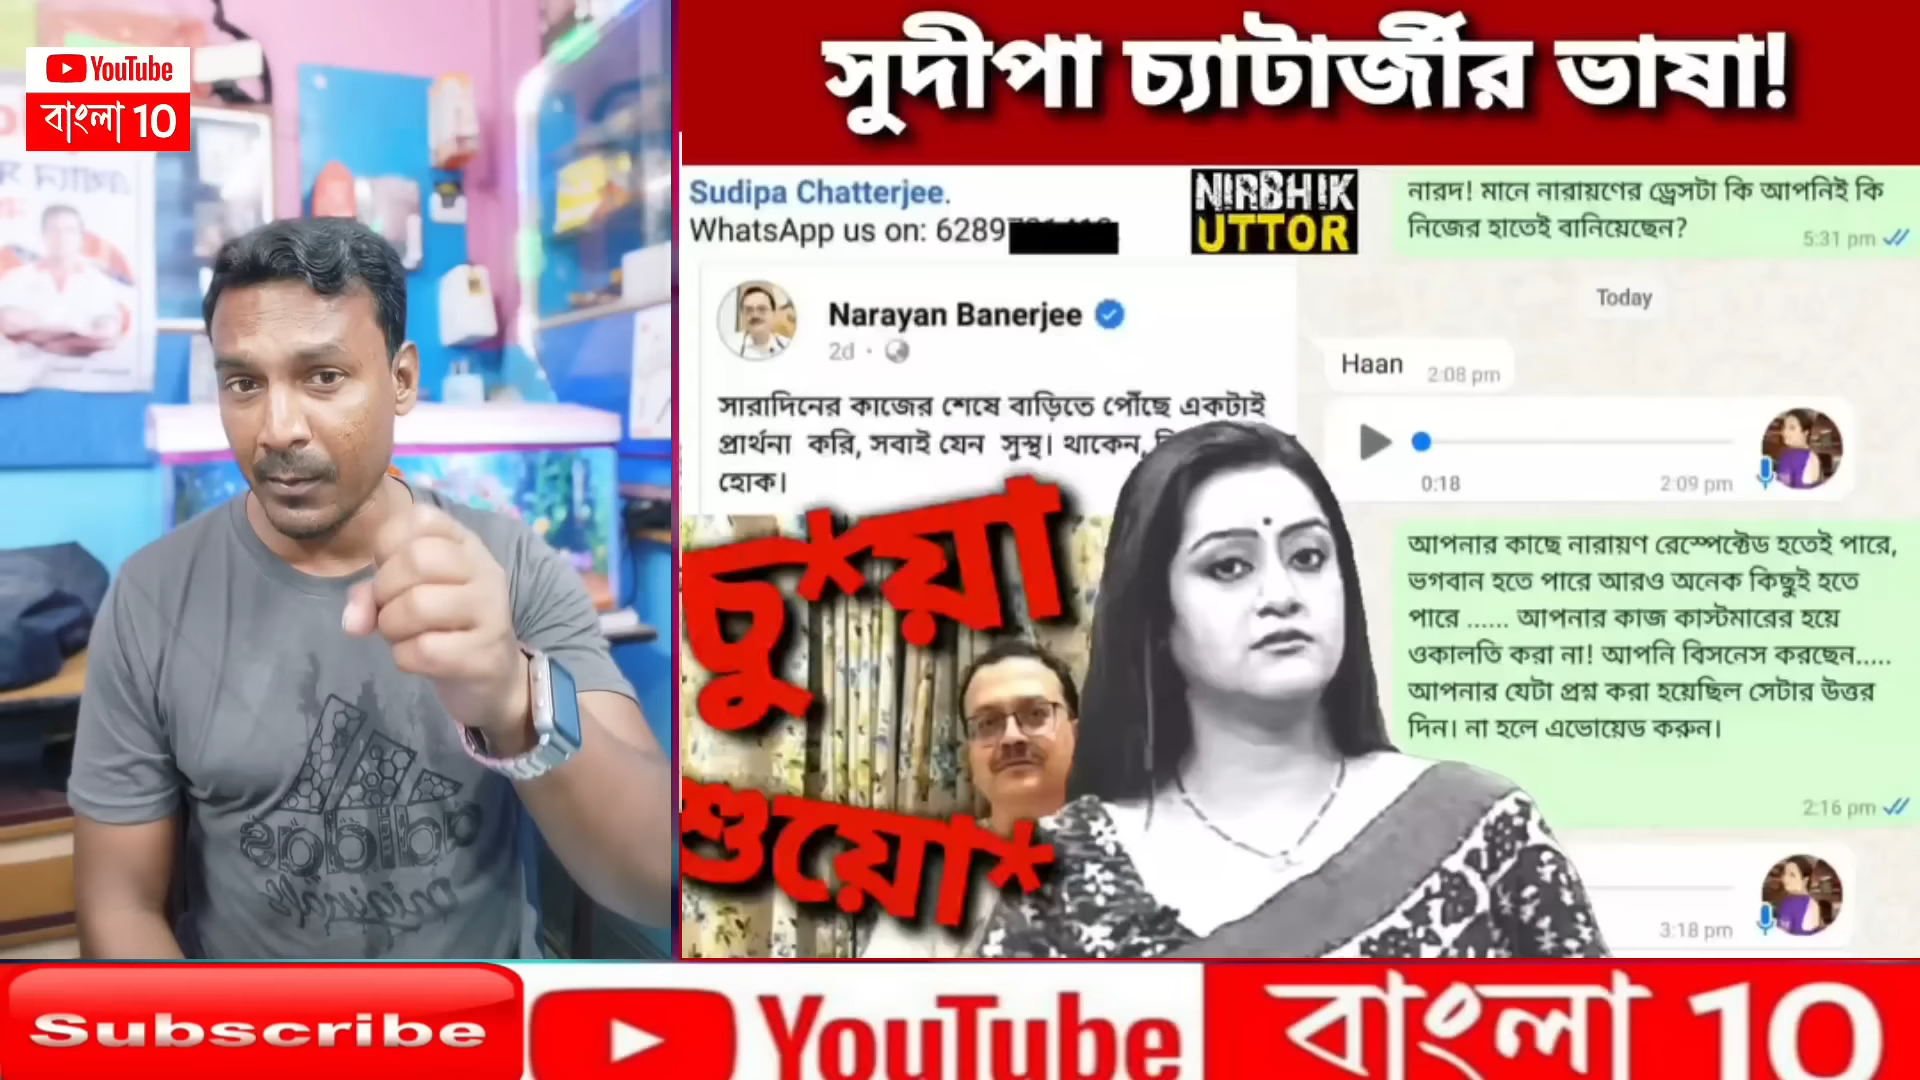 YouTube
বাংলা 10
সুদীপা চ্যাটার্জীর ভাষা!
Sudipa Chatterjee.
WhatsApp us on: 6289
NIRBHIK
UTTOR
Narayan Banerjee
2d
সারাদিনের কাজের শেষে বাড়িতে পৌঁছে একটাই
প্রার্থনা করি, সবাই যেন সুস্থ। থাকেন,
হোক।
চু*য়া
শুয়ো*
নারদ! মানে নারায়ণের ড্রেসটা কি আপনিই কি
নিজের হাতেই বানিয়েছেন?
5:31 pm
Today
Haan
2:08 pm
0:18
2:09 pm
আপনার কাছে নারায়ণ রেস্পেক্টেড হতেই পারে,
ভগবান হতে পারে আরও অনেক কিছুই হতে
পারে ...... আপনার কাজ কাস্টমারের হয়ে
ওকালতি করা না! আপনি বিসনেস করছেন.....
আপনার যেটা প্রশ্ন করা হয়েছিল সেটার উত্তর
দিন। না হলে এভোয়েড করুন।
2:16 pm
3:18 pm
adidas
originals
Subscribe
YouTube
বাংলা 10